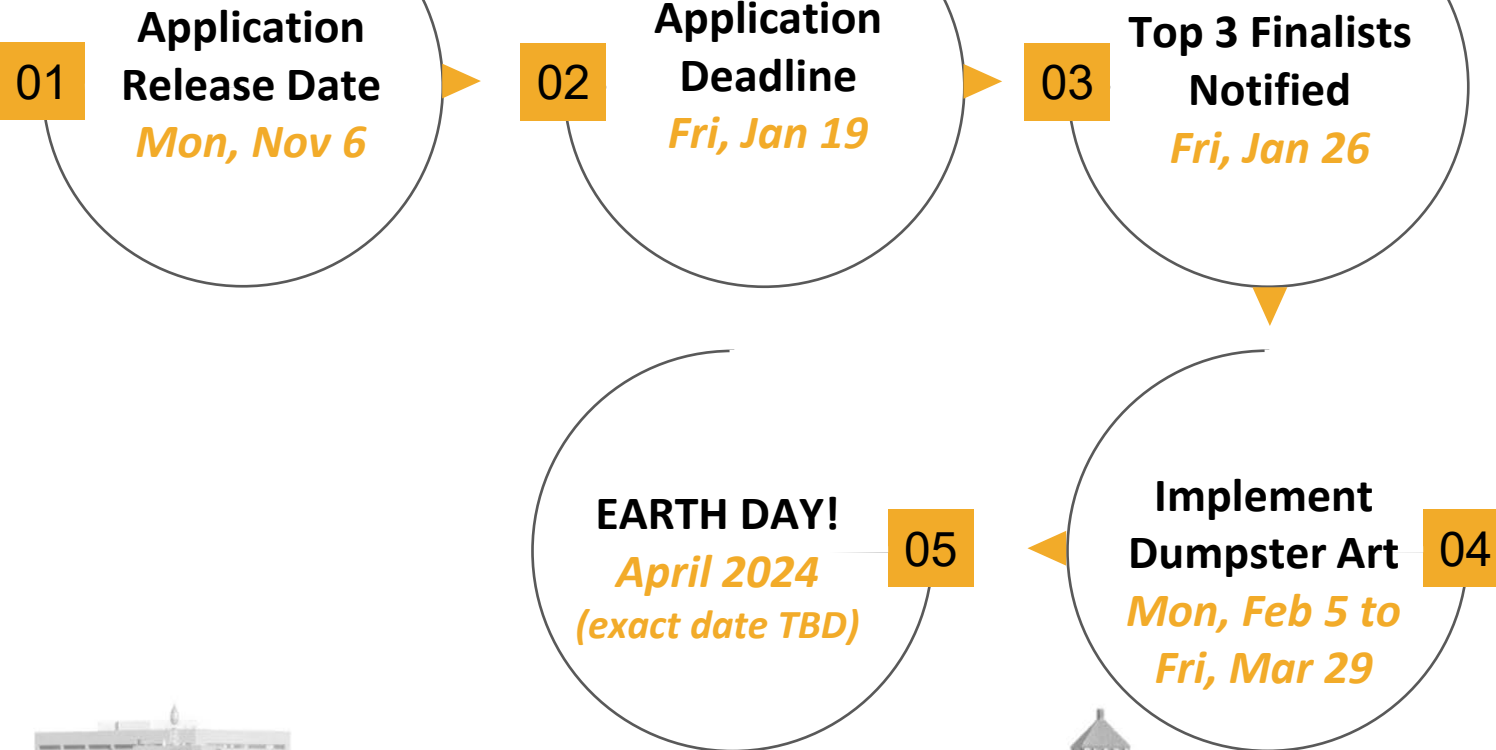 01
Application
Release Date
Mon, Nov 6
02
Application
Deadline
Fri, Jan 19
03
Top 3 Finalists
Notified
Fri, Jan 26
04
Implement
Dumpster Art
Mon, Feb 5 to
Fri, Mar 29
05
EARTH DAY!
April 2024
(exact date TBD)